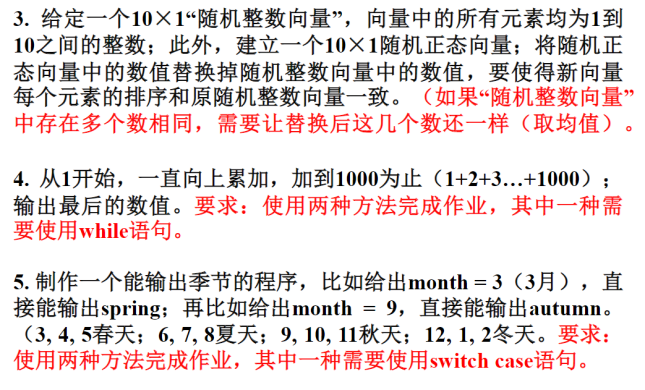 3. 给定一个10×1“随机整数向量”，向量中的所有元素均为1到
10之间的整数；此外，建立一个10×1随机正态向量；将随机正
态向量中的数值替换掉随机整数向量中的数值，要使得新向量
每个元素的排序和原随机整数向量一致。（如果“随机整数向量”
中存在多个数相同，需要让替换后这几个数还一样（取均值）。
4. 从1开始，一直向上累加，加到1000为止（1+2+3…+1000）；
输出最后的数值。要求：使用两种方法完成作业，其中一种需
要使用while语句。
5. 制作一个能输出季节的程序，比如给出month = 3（3月），直
接能输出spring；再比如给出month = 9，直接能输出autumn。
（3, 4, 5春天；6, 7, 8夏天；9, 10, 11秋天；12, 1, 2冬天。要求：
使用两种方法完成作业，其中一种需要使用switch case语句。